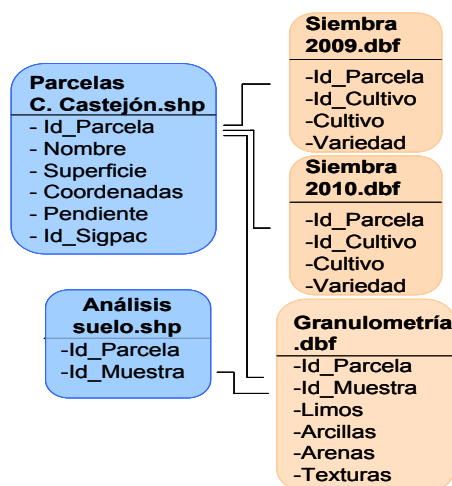 Parcelas
C. Castejón.shp
- Id_Parcela
- Nombre
- Superficie
- Coordenadas
- Pendiente
- Id_Sigpac
Análisis
suelo.shp
-Id_Parcela
-Id_Muestra
Siembra
2009.dbf
-Id_Parcela
-Id_Cultivo
-Cultivo
-Variedad
Siembra
2010.dbf
-Id_Parcela
-Id_Cultivo
-Cultivo
-Variedad
Granulometría
.dbf
-Id_Parcela
-Id_Muestra
-Limos
-Arcillas
-Arenas
-Texturas